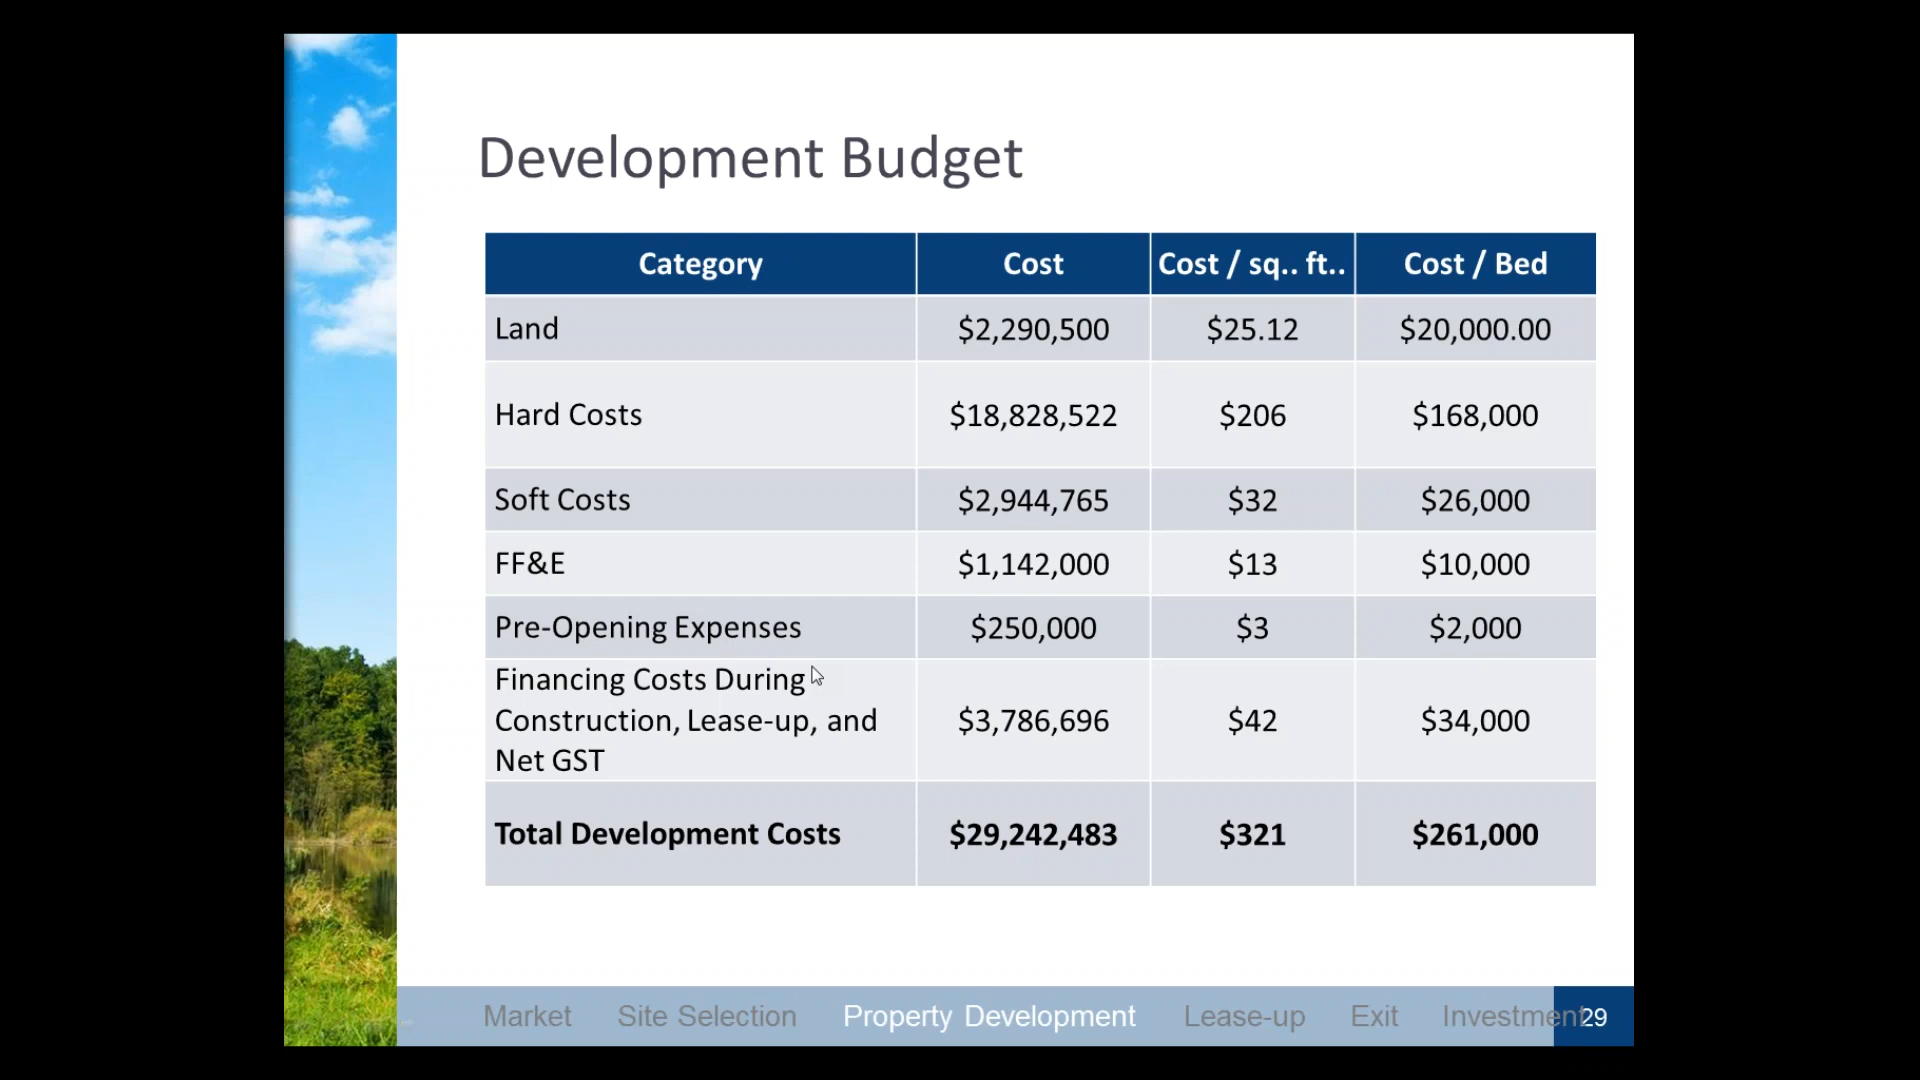 Development Budget
Category Cost Cost / sq.. ft.. Cost / Bed
Land $2,290,500 $25.12 $20,000.00
Hard Costs $18,828,522 $206 $168,000
Soft Costs $2,944,765 $32 $26,000
FF&E $1,142,000 $13 $10,000
Pre-Opening Expenses $250,000 $3 $2,000
Financing Costs During
Construction, Lease-up, and $3,786,696 $42 $34,000
Net GST
Total Development Costs $29,242,483 $321 $261,000
Market Site Selection Property Development Lease-up Exit Investment 29